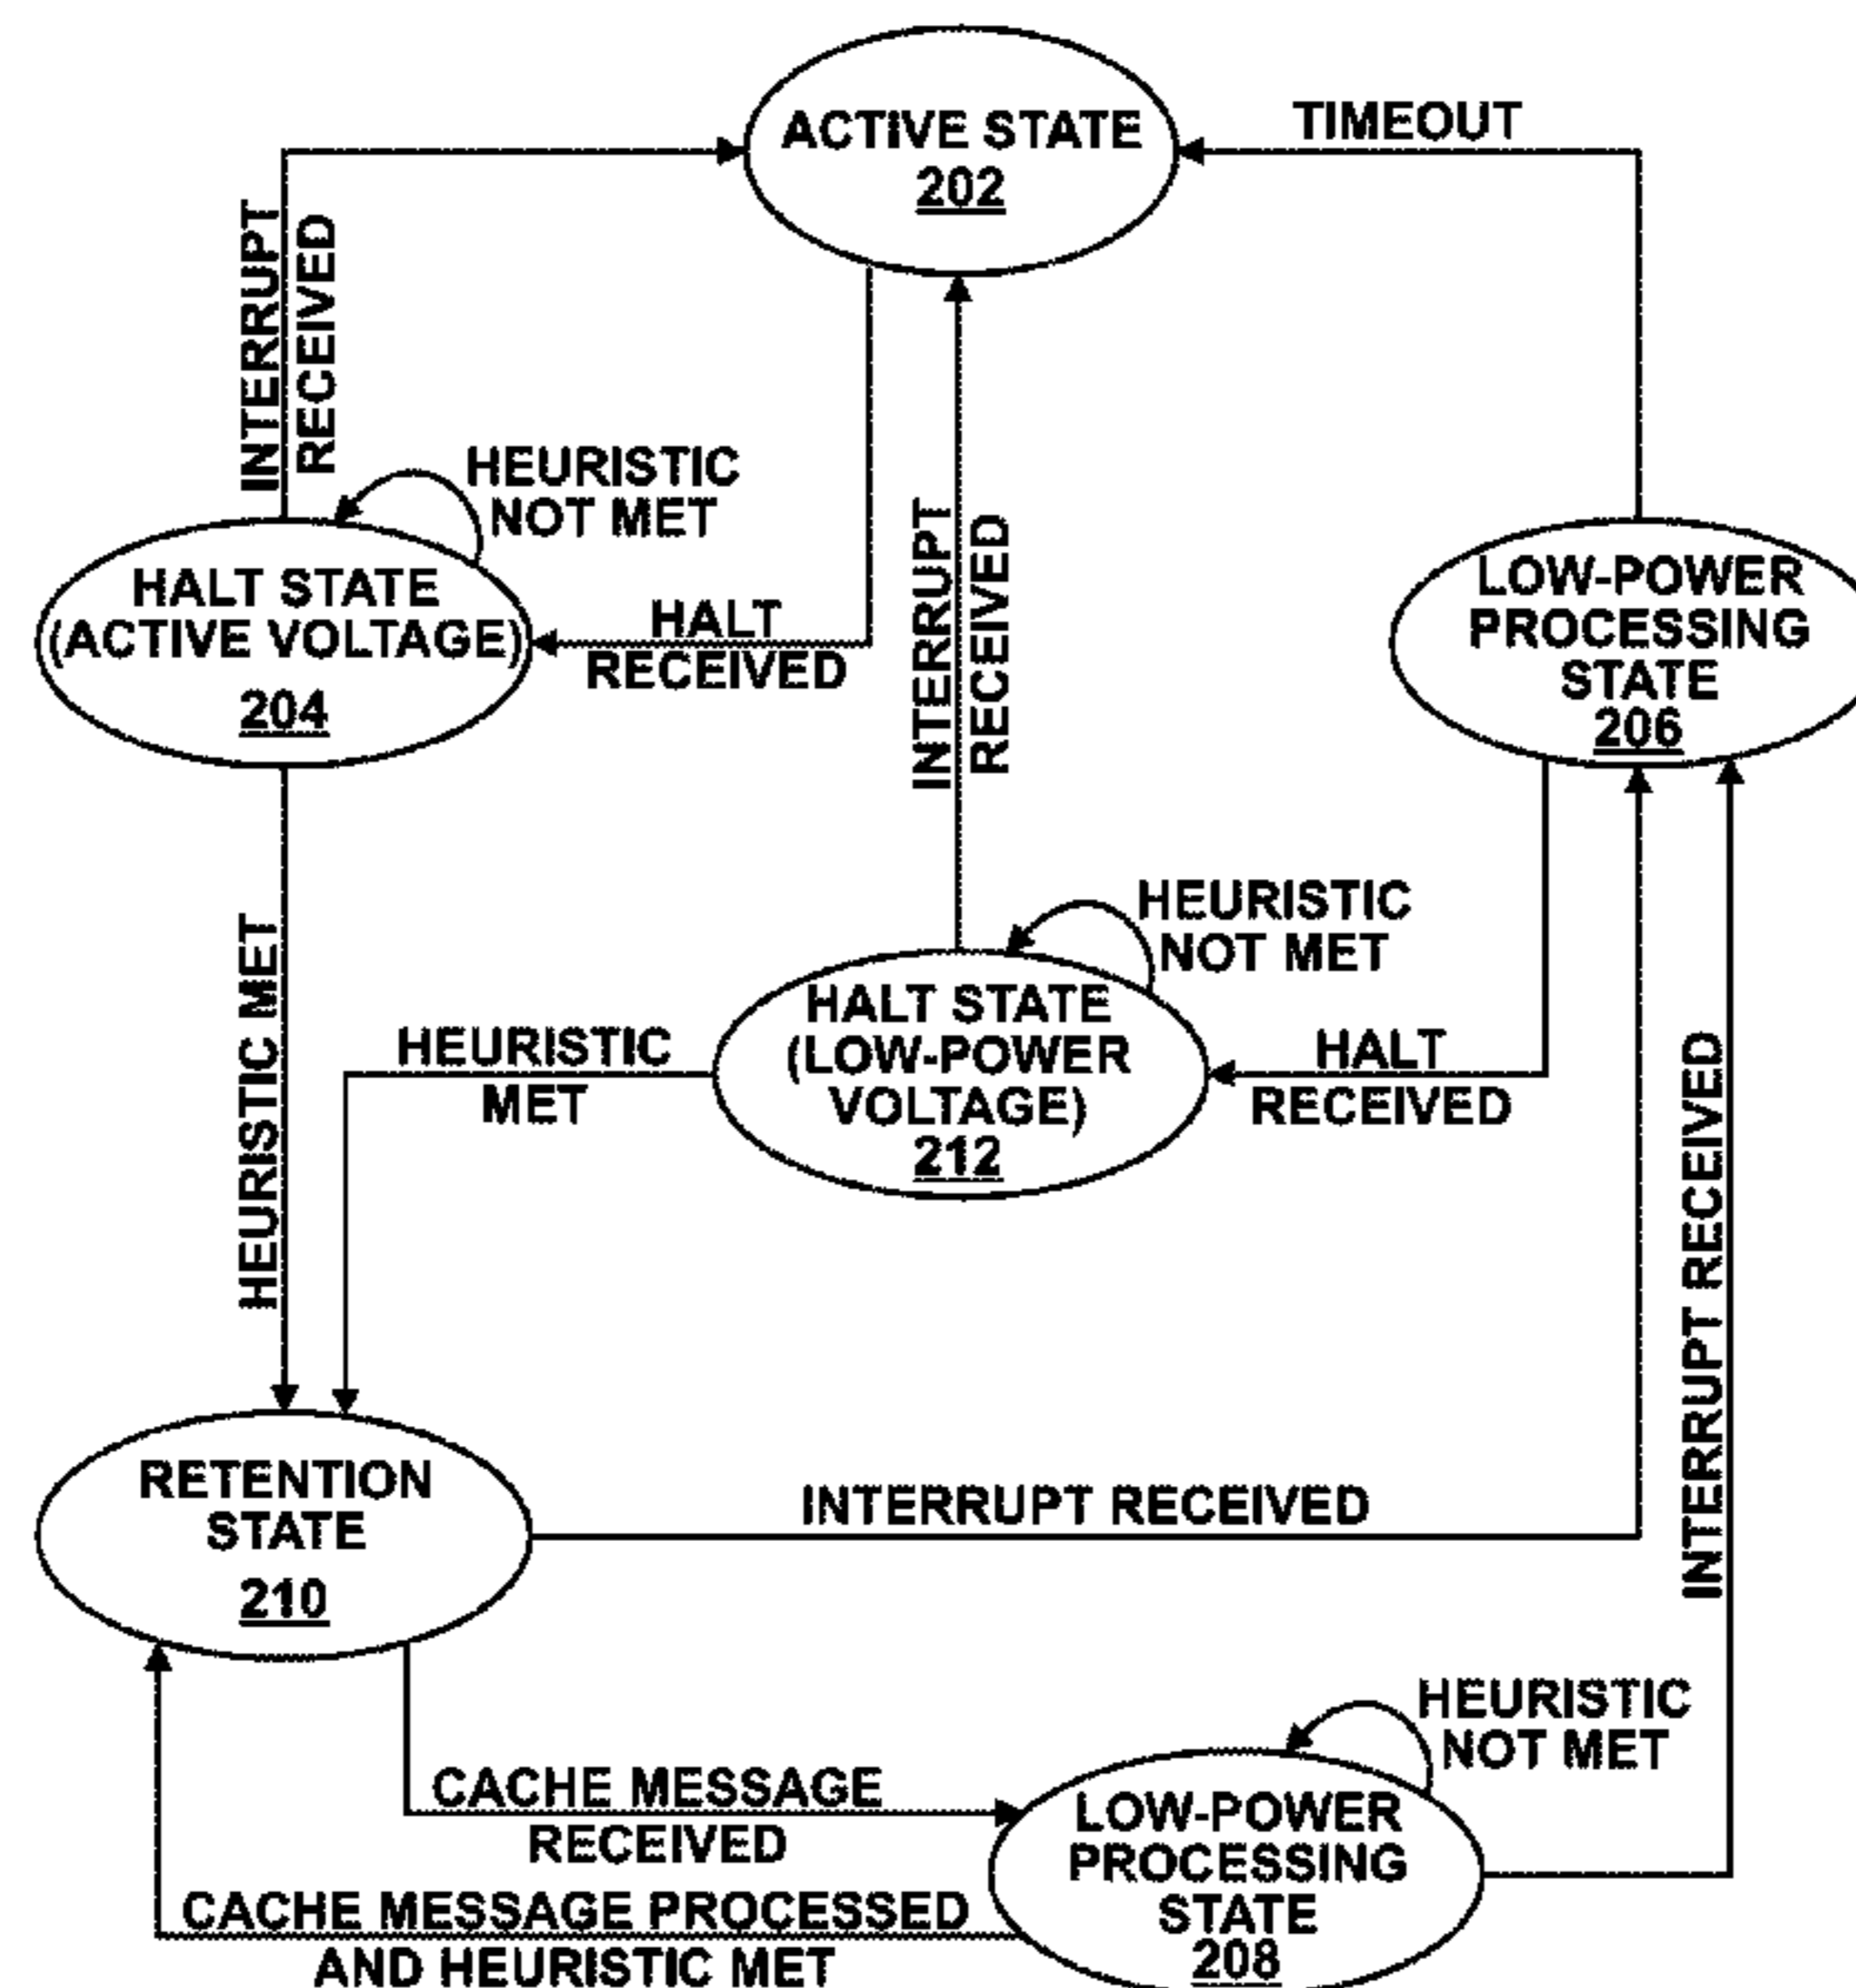 ACTIVE STATE
202
TIMEOUT
INTERRUPT
RECEIVED
HEURISTIC
NOT MET
HALT STATE
(ACTIVE VOLTAGE)
204
HALT
RECEIVED
INTERRUPT
RECEIVED
LOW-POWER
PROCESSING
STATE
206
HEURISTIC
NOT MET
HALT STATE
(LOW-POWER
VOLTAGE)
212
HEURISTIC
MET
HALT
RECEIVED
HEURISTIC MET
INTERRUPT RECEIVED
RETENTION
STATE
210
INTERRUPT RECEIVED
HEURISTIC
NOT MET
CACHE MESSAGE
RECEIVED
LOW-POWER
PROCESSING
STATE
208
CACHE MESSAGE PROCESSED
AND HEURISTIC MET